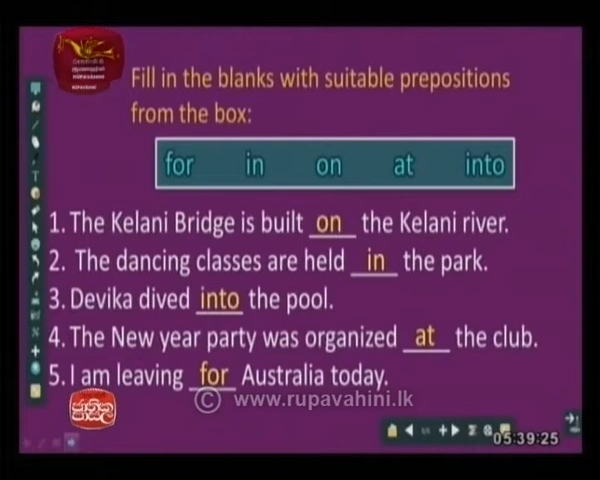 Fill in the blanks with suitable prepositions
from the box:
for in on at into
1. The Kelani Bridge is built on the Kelani river.
2. The dancing classes are held in the park.
3. Devika dived into the pool.
4. The New year party was organized at the club.
5. I am leaving for Australia today.
© www.rupavahini.lk
05:39:25